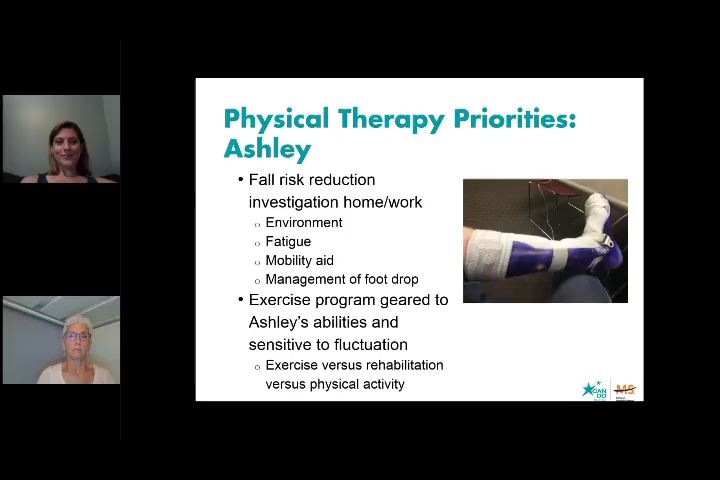 Physical Therapy Priorities:
Ashley
• Fall risk reduction
investigation home/work
○ Environment
○ Fatigue
○ Mobility aid
○ Management of foot drop
• Exercise program geared to
Ashley's abilities and
sensitive to fluctuation
○ Exercise versus rehabilitation
versus physical activity
CAN
DO
MS